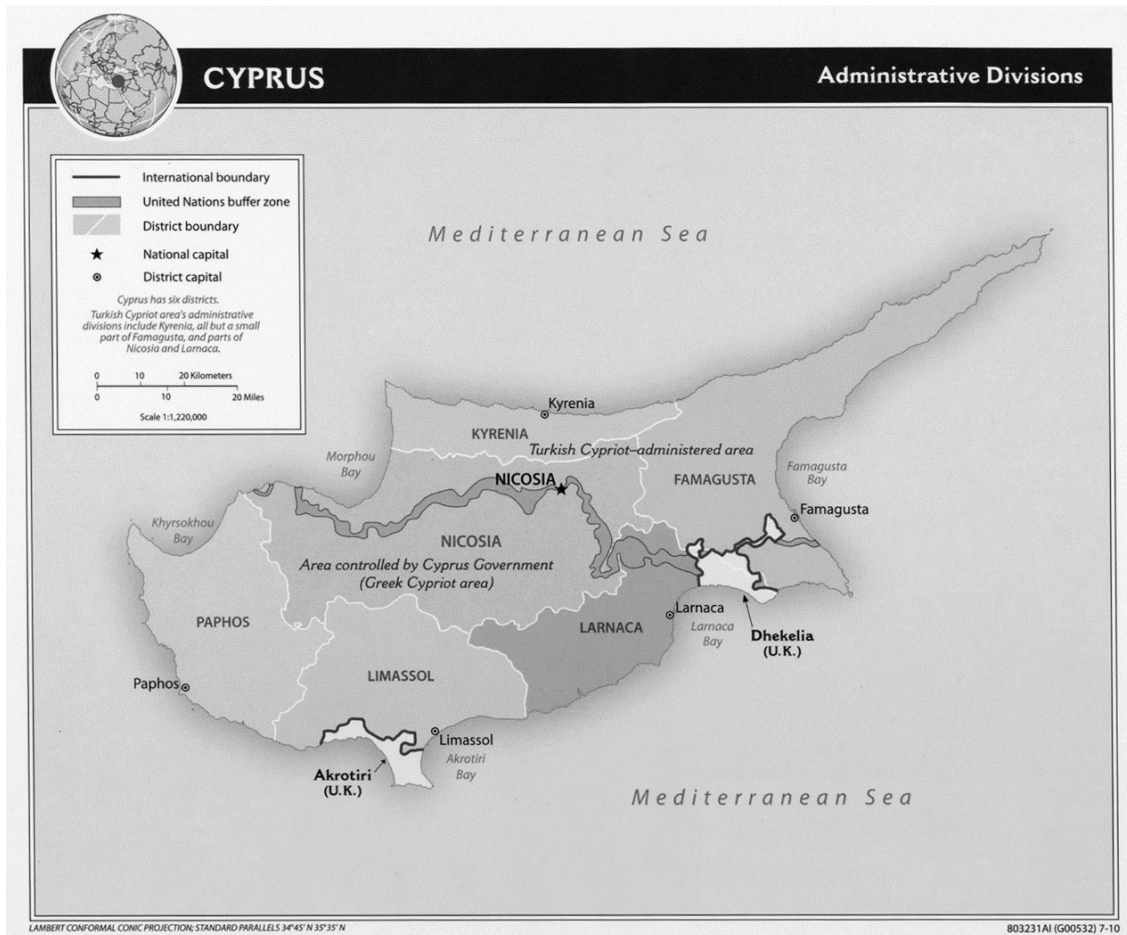 CYPRUS
Administrative Divisions
International boundary
United Nations buffer zone
District boundary
National capital
District capital
Cyprus has six districts.
Turkish Cypriot area's administrative
divisions include Kyrenia, all but a small
part of Famagusta, and parts of
Nicosia and Larnaca.
0 10 20 Kilometers
0 10 20 Miles
Scale 1:1,220,000
Mediterranean Sea
Kyrenia
KYRENIA
Turkish Cypriot–administered area
Morphou
Bay
NICOSIA
FAMAGUSTA
Famagusta
Bay
Famagusta
Khyrsokhou
Bay
NICOSIA
Area controlled by Cyprus Government
(Greek Cypriot area)
PAPHOS
LARNACA
Larnaca
Larnaca
Bay
Dhekelia
(U.K.)
LIMASSOL
Paphos
Limassol
Akrotiri
Bay
Akrotiri
(U.K.)
Mediterranean Sea
LAMBERT CONFORMAL CONIC PROJECTION; STANDARD PARALLELS 34°45' N 35°35' N
803231AI (G00532) 7-10